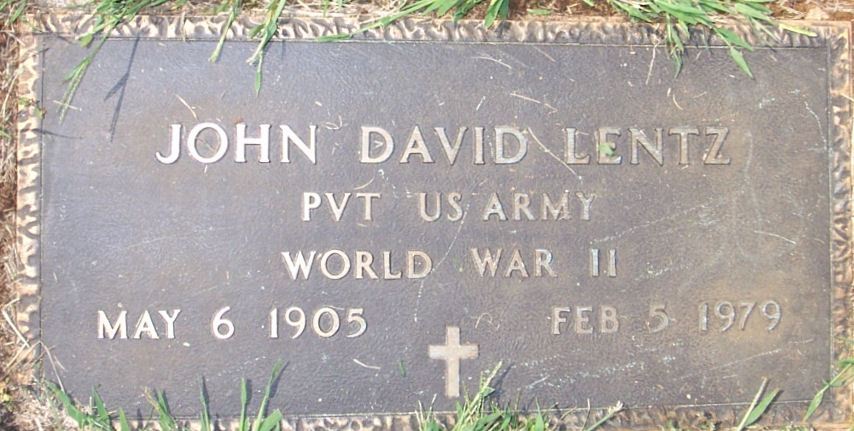 JOHN DAVID LENTZ
PVT US ARMY
WORLD WAR II
MAY 6 1905 FEB 5 1979